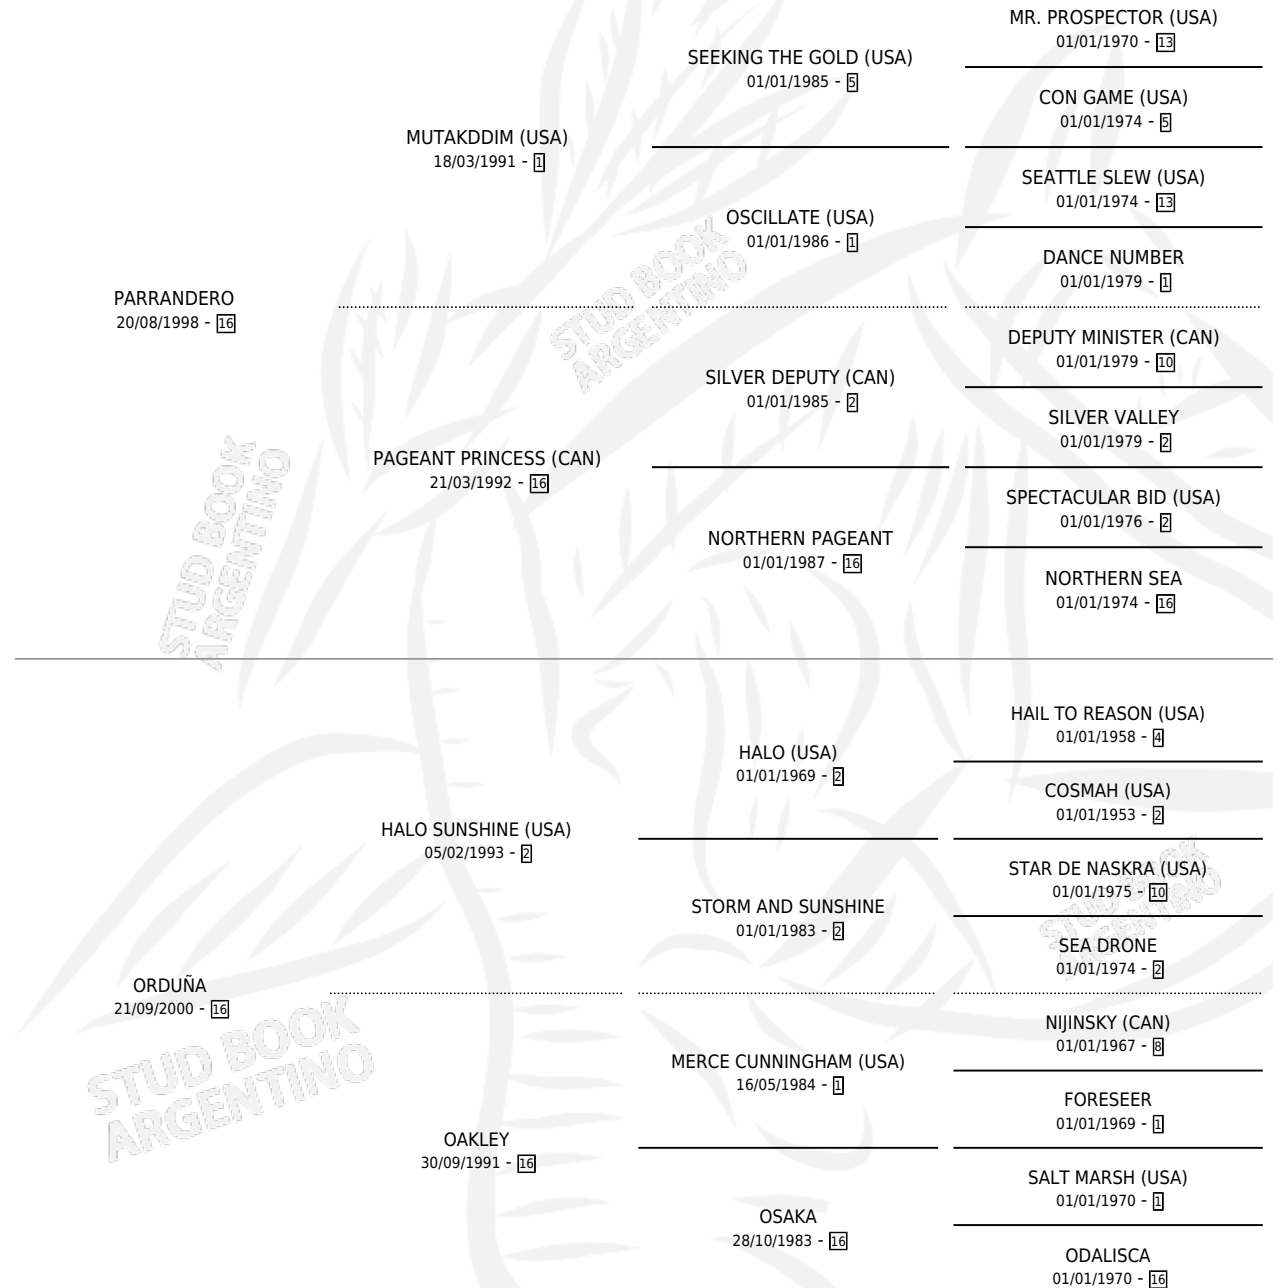 MR. PROSPECTOR (USA)
01/01/1970 - 13
SEEKING THE GOLD (USA)
01/01/1985 - 5
CON GAME (USA)
01/01/1974 - 5
MUTAKDDIM (USA)
18/03/1991 - 1
SEATTLE SLEW (USA)
01/01/1974 - 13
OSCILLATE (USA)
01/01/1986 - 1
DANCE NUMBER
01/01/1979 - 1
PARRANDERO
20/08/1998 - 16
DEPUTY MINISTER (CAN)
01/01/1979 - 10
SILVER DEPUTY (CAN)
01/01/1985 - 2
SILVER VALLEY
01/01/1979 - 2
PAGEANT PRINCESS (CAN)
21/03/1992 - 16
SPECTACULAR BID (USA)
01/01/1976 - 2
NORTHERN PAGEANT
01/01/1987 - 16
NORTHERN SEA
01/01/1974 - 16
HAIL TO REASON (USA)
01/01/1958 - 4
HALO (USA)
01/01/1969 - 2
COSMAH (USA)
01/01/1953 - 2
HALO SUNSHINE (USA)
05/02/1993 - 2
STAR DE NASKRA (USA)
01/01/1975 - 10
STORM AND SUNSHINE
01/01/1983 - 2
SEA DRONE
01/01/1974 - 2
ORDUÑA
21/09/2000 - 16
NIJINSKY (CAN)
01/01/1967 - 8
MERCE CUNNINGHAM (USA)
16/05/1984 - 1
FORESEER
01/01/1969 - 1
OAKLEY
30/09/1991 - 16
SALT MARSH (USA)
01/01/1970 - 1
OSAKA
28/10/1983 - 16
ODALISCA
01/01/1970 - 16
STUD BOOK
ARGENTINO
STUD BOOK
ARGENTINO
STUD BOOK
ARGENTINO
STUD BOOK
ARGENTINO